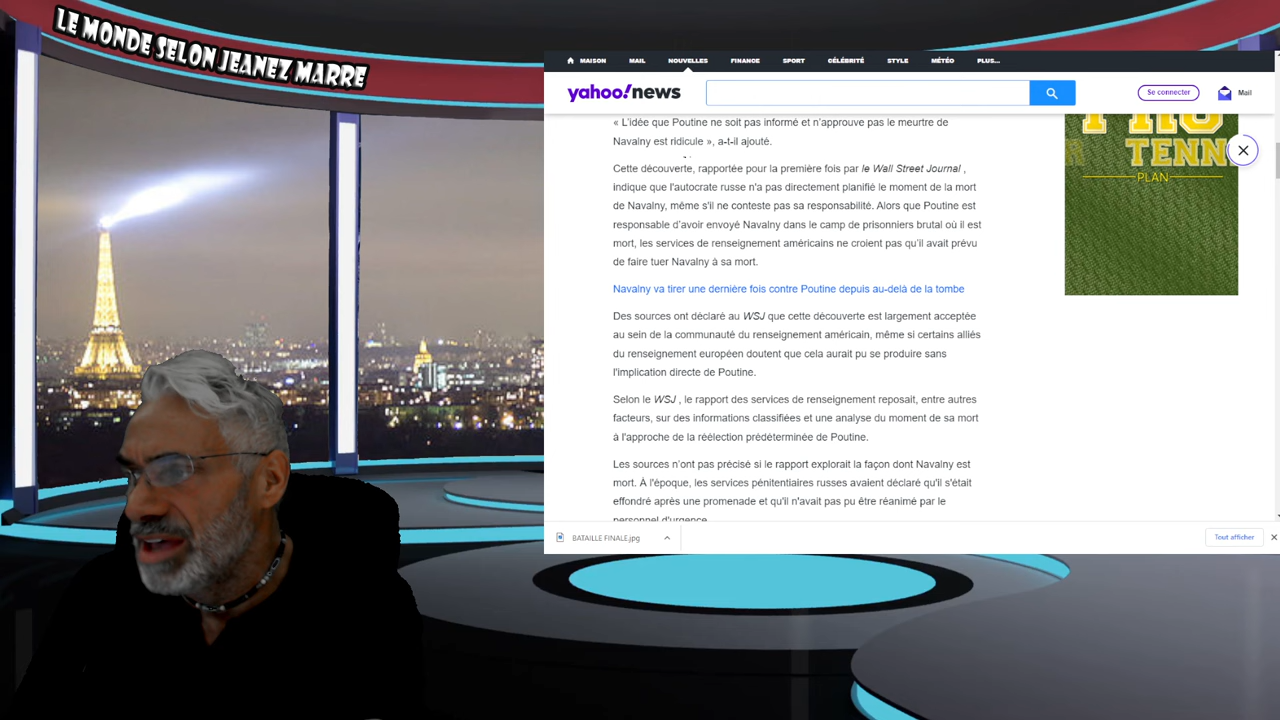 LE MONDE SELON JEANEZ MARRE
MAISON MAIL NOUVELLES FINANCE SPORT CÉLÉBRITÉ STYLE MÉTÉO PLUS...
yahoo!news
Se connecter
Mail
« L'idée que Poutine ne soit pas informé et n'approuve pas le meurtre de
Navalny est ridicule », a-t-il ajouté.
Cette découverte, rapportée pour la première fois par le Wall Street Journal ,
indique que l'autocrate russe n'a pas directement planifié le moment de la mort
de Navalny, même s'il ne conteste pas sa responsabilité. Alors que Poutine est
responsable d'avoir envoyé Navalny dans le camp de prisonniers brutal où il est
mort, les services de renseignement américains ne croient pas qu'il avait prévu
de faire tuer Navalny à sa mort.
Navalny va tirer une dernière fois contre Poutine depuis au-delà de la tombe
Des sources ont déclaré au WSJ que cette découverte est largement acceptée
au sein de la communauté du renseignement américain, même si certains alliés
du renseignement européen doutent que cela aurait pu se produire sans
l'implication directe de Poutine.
Selon le WSJ , le rapport des services de renseignement reposait, entre autres
facteurs, sur des informations classifiées et une analyse du moment de sa mort
à l'approche de la réélection prédéterminée de Poutine.
Les sources n'ont pas précisé si le rapport explorait la façon dont Navalny est
mort. À l'époque, les services pénitentiaires russes avaient déclaré qu'il s'était
effondré après une promenade et qu'il n'avait pas pu être réanimé par le
personnel d'urgence.
TENN
PLAN
BATAILLE FINALE.jpg
Tout afficher